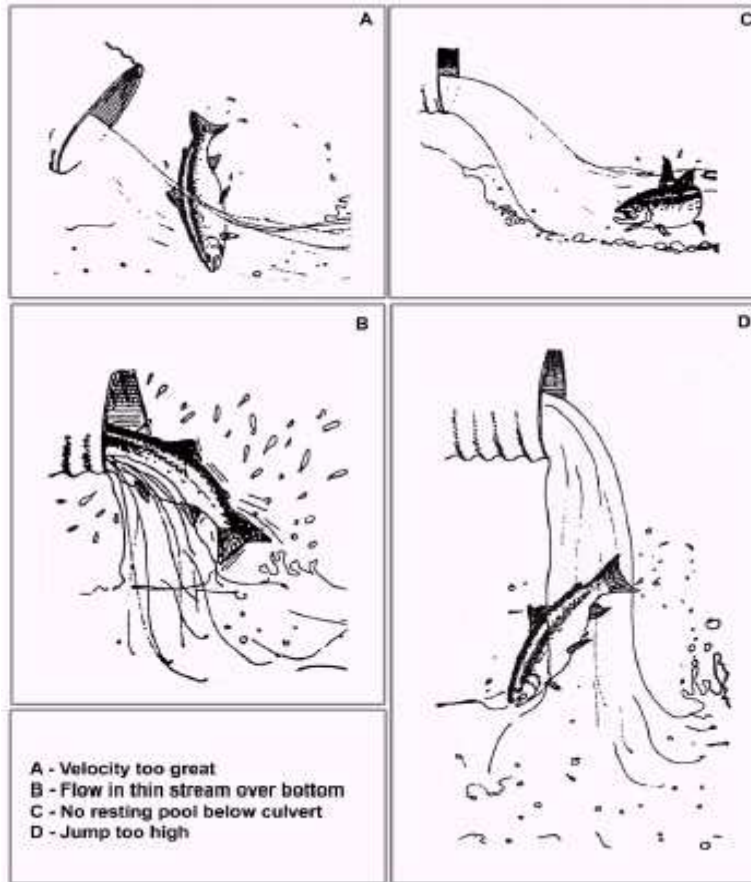 A
C
B
D
A - Velocity too great
B - Flow in thin stream over bottom
C - No resting pool below culvert
D - Jump too high